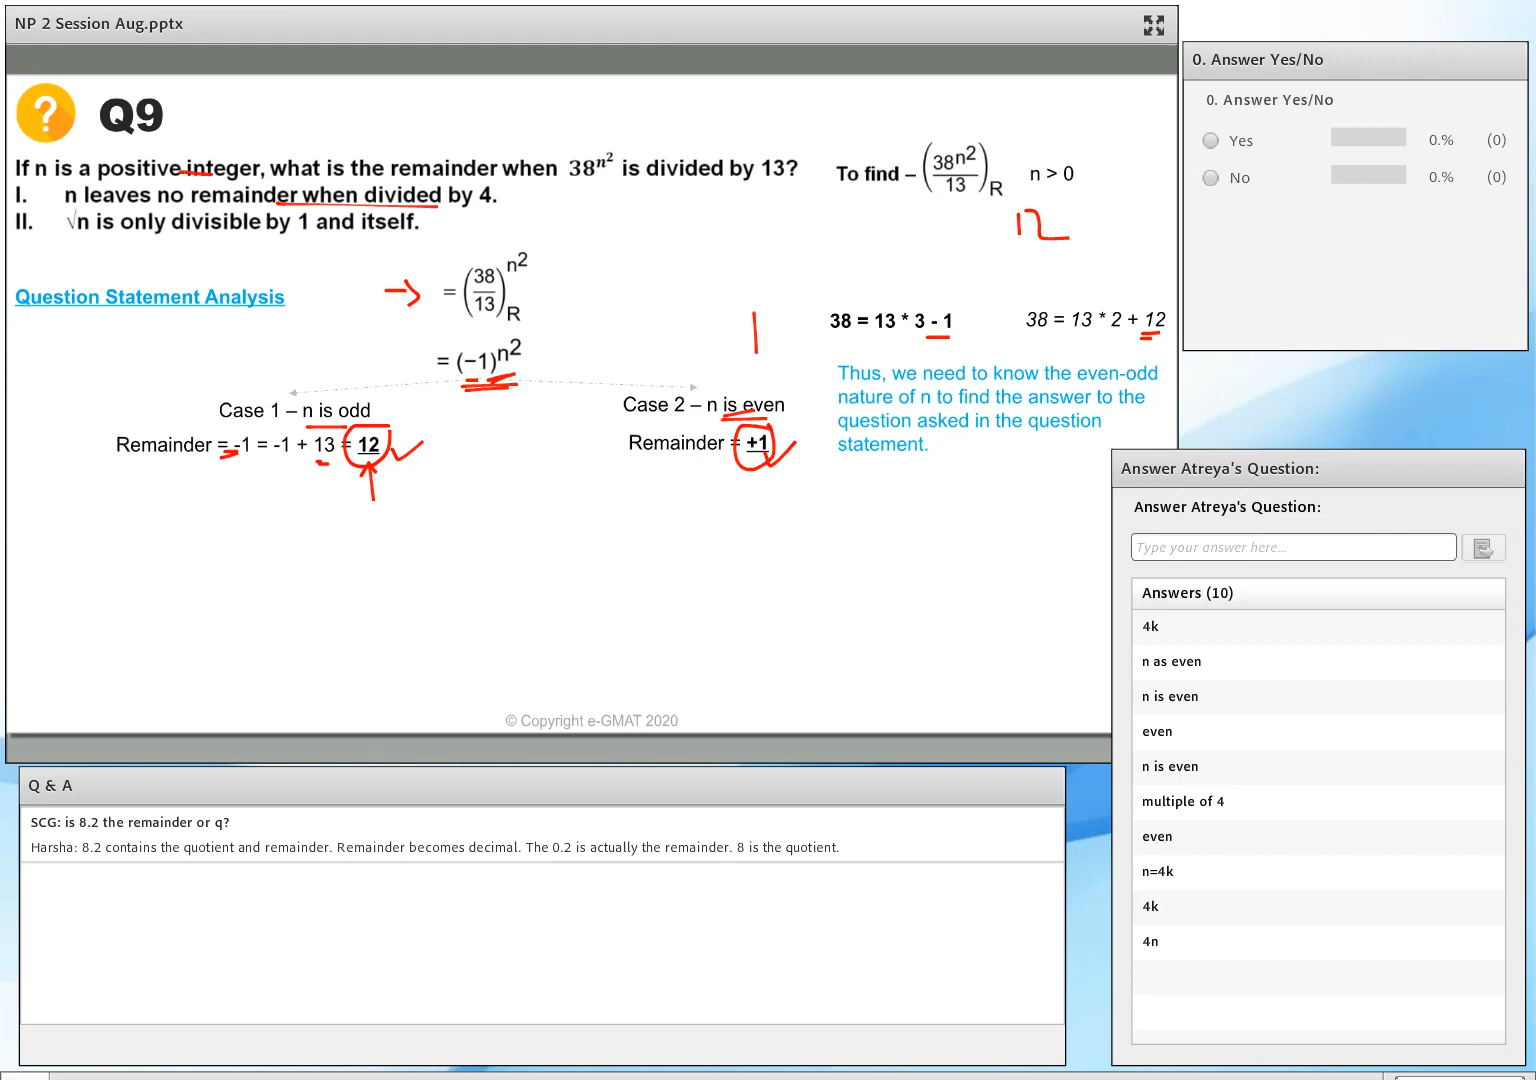 NP 2 Session Aug.pptx
? Q9
If n is a positive integer, what is the remainder when 38^n^2 is divided by 13?
I. n leaves no remainder when divided by 4.
II. √n is only divisible by 1 and itself.
To find – (38^n^2/13)R n > 0
12
Question Statement Analysis
→ = (38/13)R^n^2
= (−1)^n^2
1
38 = 13 * 3 - 1 38 = 13 * 2 + 12
Case 1 – n is odd
Remainder = -1 = -1 + 13 = 12
Case 2 – n is even
Remainder = +1
Thus, we need to know the even-odd
nature of n to find the answer to the
question asked in the question
statement.
© Copyright e-GMAT 2020
0. Answer Yes/No
0. Answer Yes/No
Yes 0.% (0)
No 0.% (0)
Answer Atreya's Question:
Answer Atreya's Question:
Type your answer here...
Answers (10)
4k
n as even
n is even
even
n is even
multiple of 4
even
n=4k
4k
4n
Q & A
SCG: is 8.2 the remainder or q?
Harsha: 8.2 contains the quotient and remainder. Remainder becomes decimal. The 0.2 is actually the remainder. 8 is the quotient.